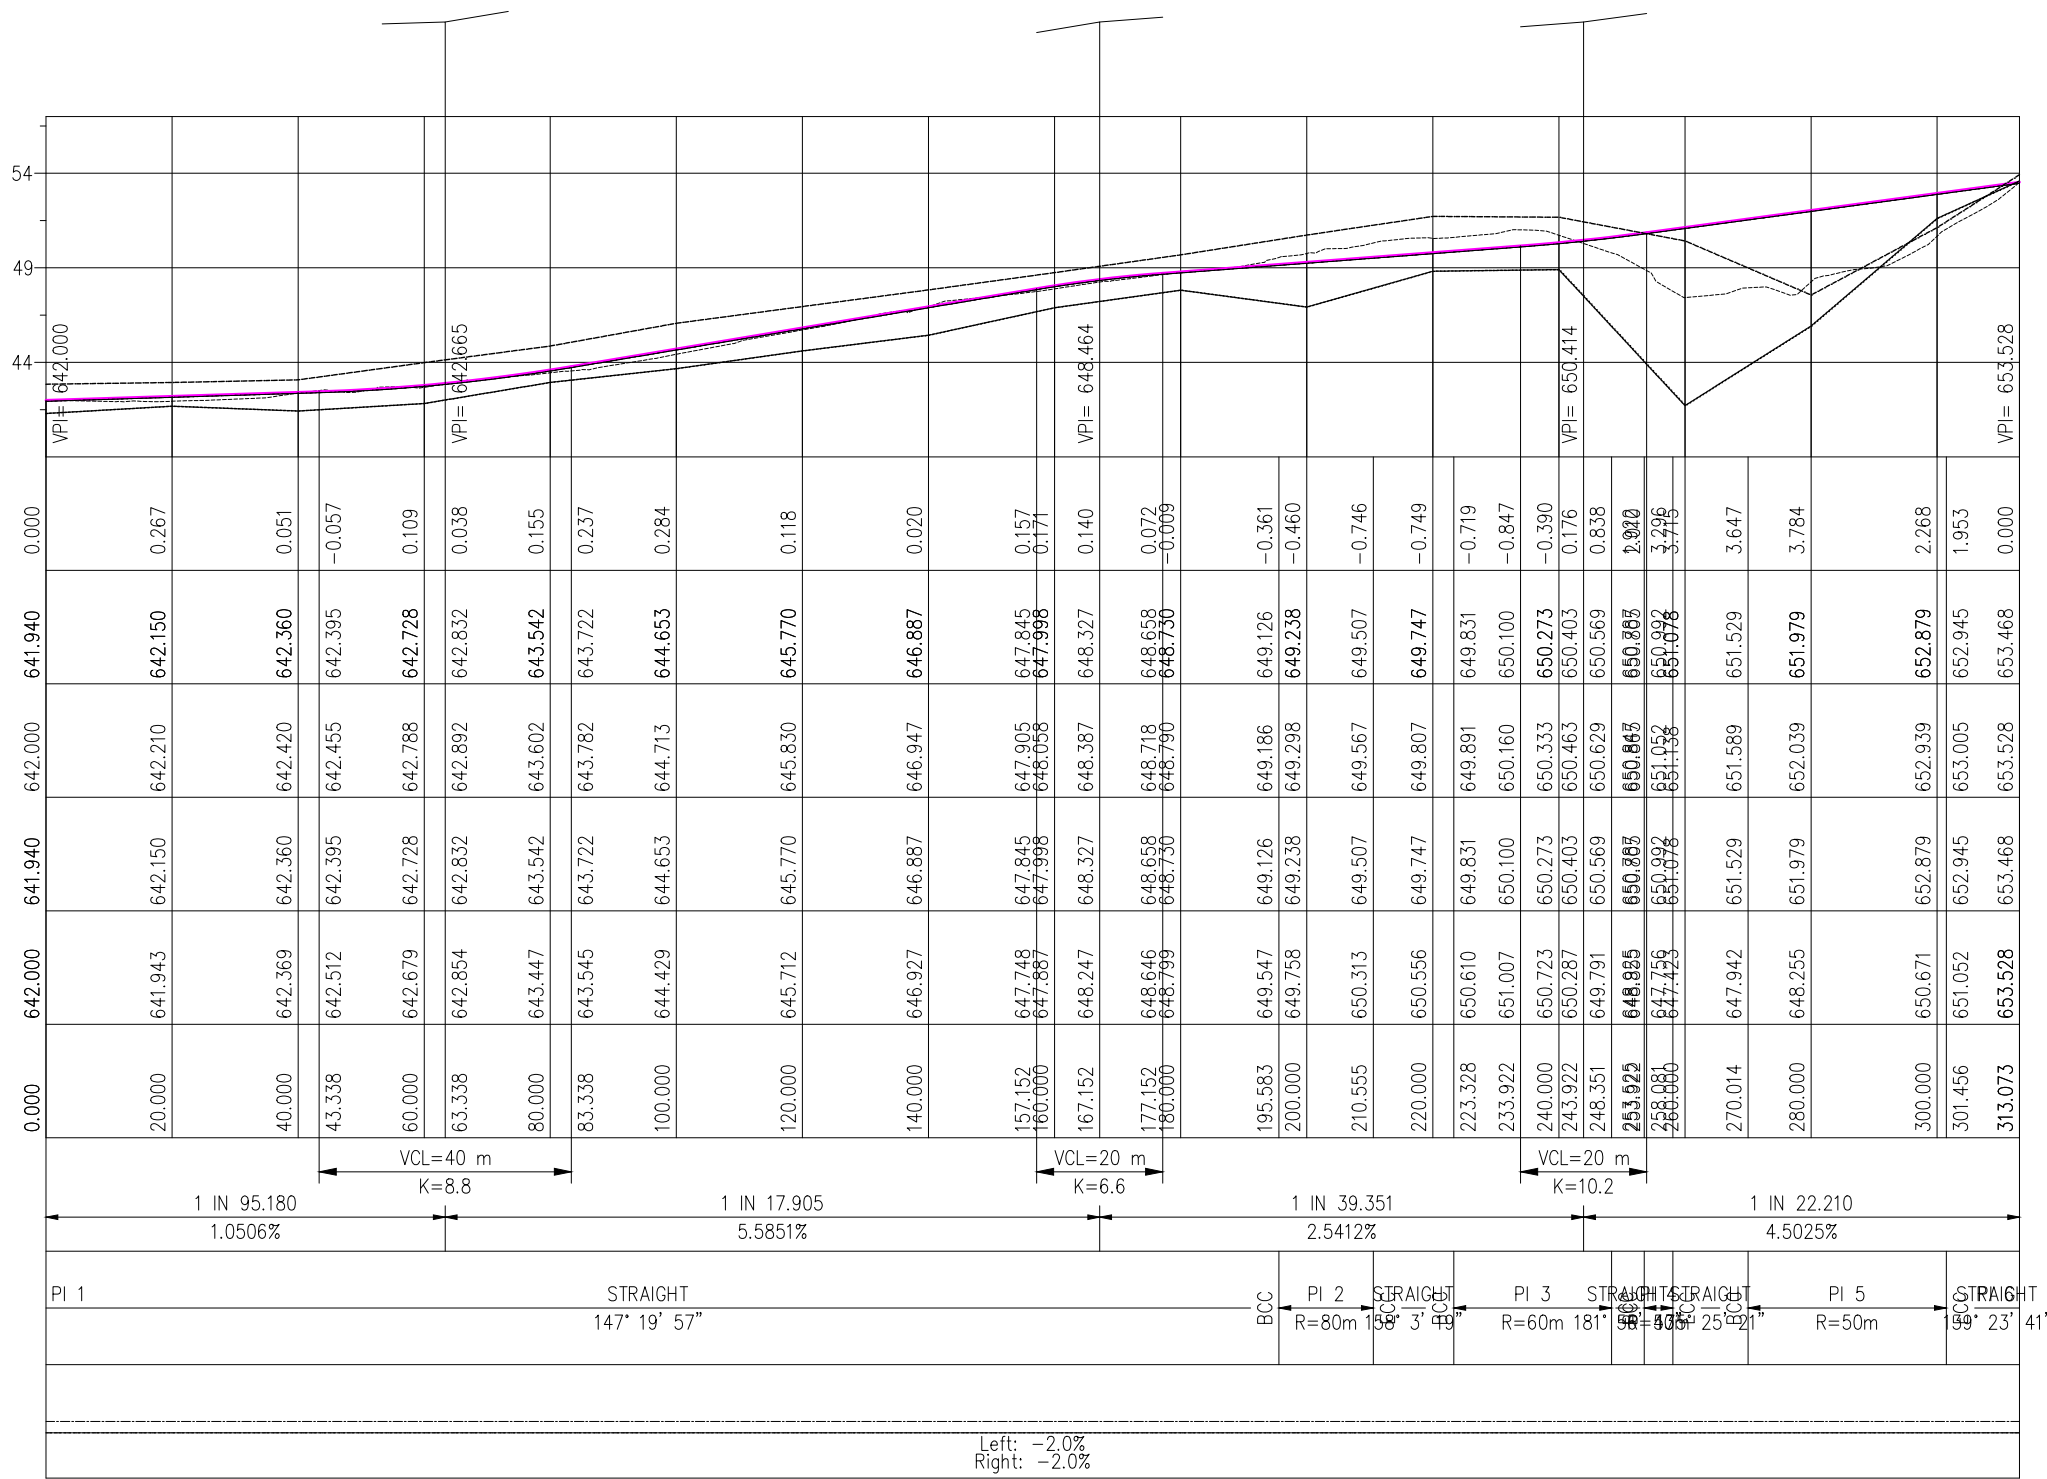 54
49
44
VPI= 642.000
VPI= 642.665
VPI= 648.464
VPI= 650.414
VPI= 653.528
0.000 0.267 0.051 -0.057 0.109 0.038 0.155 0.237 0.284 0.118 0.020 0.157 0.171 0.140 0.072 -0.009 -0.361 -0.460 -0.746 -0.749 -0.719 -0.847 -0.390 0.176 0.838 3.296 3.715 3.647 3.784 2.268 1.953 0.000
641.940 642.150 642.360 642.395 642.728 642.832 643.542 643.722 644.653 645.770 646.887 647.845 647.998 648.327 648.658 648.730 649.126 649.238 649.507 649.747 649.831 650.100 650.273 650.403 650.569 650.787 650.992 651.078 651.529 651.979 652.879 652.945 653.468
642.000 642.210 642.420 642.455 642.788 642.892 643.602 643.782 644.713 645.830 646.947 647.905 648.058 648.387 648.718 648.790 649.186 649.298 649.567 649.807 649.891 650.160 650.333 650.463 650.629 650.847 651.052 651.138 651.589 652.039 652.939 653.005 653.528
641.940 642.150 642.360 642.395 642.728 642.832 643.542 643.722 644.653 645.770 646.887 647.845 647.998 648.327 648.658 648.730 649.126 649.238 649.507 649.747 649.831 650.100 650.273 650.403 650.569 650.787 650.992 651.078 651.529 651.979 652.879 652.945 653.468
642.000 641.943 642.369 642.512 642.679 642.854 643.447 643.545 644.429 645.712 646.927 647.748 647.887 648.247 648.646 648.799 649.547 649.758 650.313 650.556 650.610 651.007 650.723 650.287 649.791 647.756 647.423 647.942 648.255 650.671 651.052 653.528
0.000 20.000 40.000 43.338 60.000 63.338 80.000 83.338 100.000 120.000 140.000 157.152 160.000 167.152 177.152 180.000 195.583 200.000 210.555 220.000 223.328 233.922 240.000 243.922 248.351 253.922 258.081 260.000 270.014 280.000 300.000 301.456 313.073
VCL=40 m
K=8.8
VCL=20 m
K=6.6
VCL=20 m
K=10.2
1 IN 95.180
1.0506%
1 IN 17.905
5.5851%
1 IN 39.351
2.5412%
1 IN 22.210
4.5025%
PI 1
STRAIGHT
147° 19' 57"
BCC
PI 2
R=80m
STRAIGHT
158° 3' 19"
PI 3
R=60m
STRAIGHT
STRAIGHT
25' 21"
PI 5
R=50m
STRAIGHT
159° 23' 41"
Left: -2.0%
Right: -2.0%